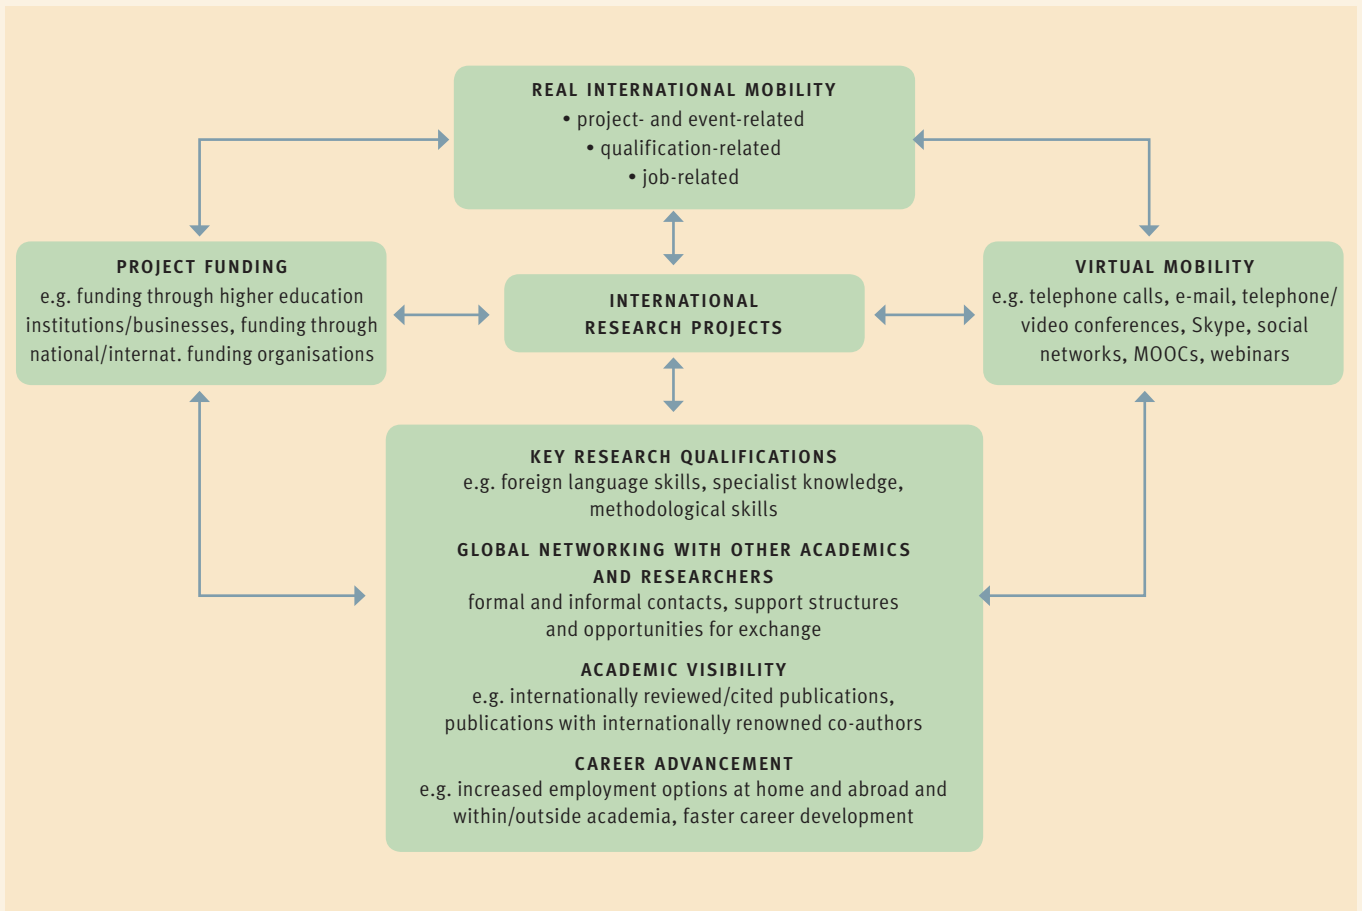 REAL INTERNATIONAL MOBILITY
• project- and event-related
• qualification-related
• job-related
PROJECT FUNDING
e.g. funding through higher education
institutions/businesses, funding through
national/internat. funding organisations
INTERNATIONAL
RESEARCH PROJECTS
VIRTUAL MOBILITY
e.g. telephone calls, e-mail, telephone/
video conferences, Skype, social
networks, MOOCs, webinars
KEY RESEARCH QUALIFICATIONS
e.g. foreign language skills, specialist knowledge,
methodological skills
GLOBAL NETWORKING WITH OTHER ACADEMICS
AND RESEARCHERS
formal and informal contacts, support structures
and opportunities for exchange
ACADEMIC VISIBILITY
e.g. internationally reviewed/cited publications,
publications with internationally renowned co-authors
CAREER ADVANCEMENT
e.g. increased employment options at home and abroad and
within/outside academia, faster career development